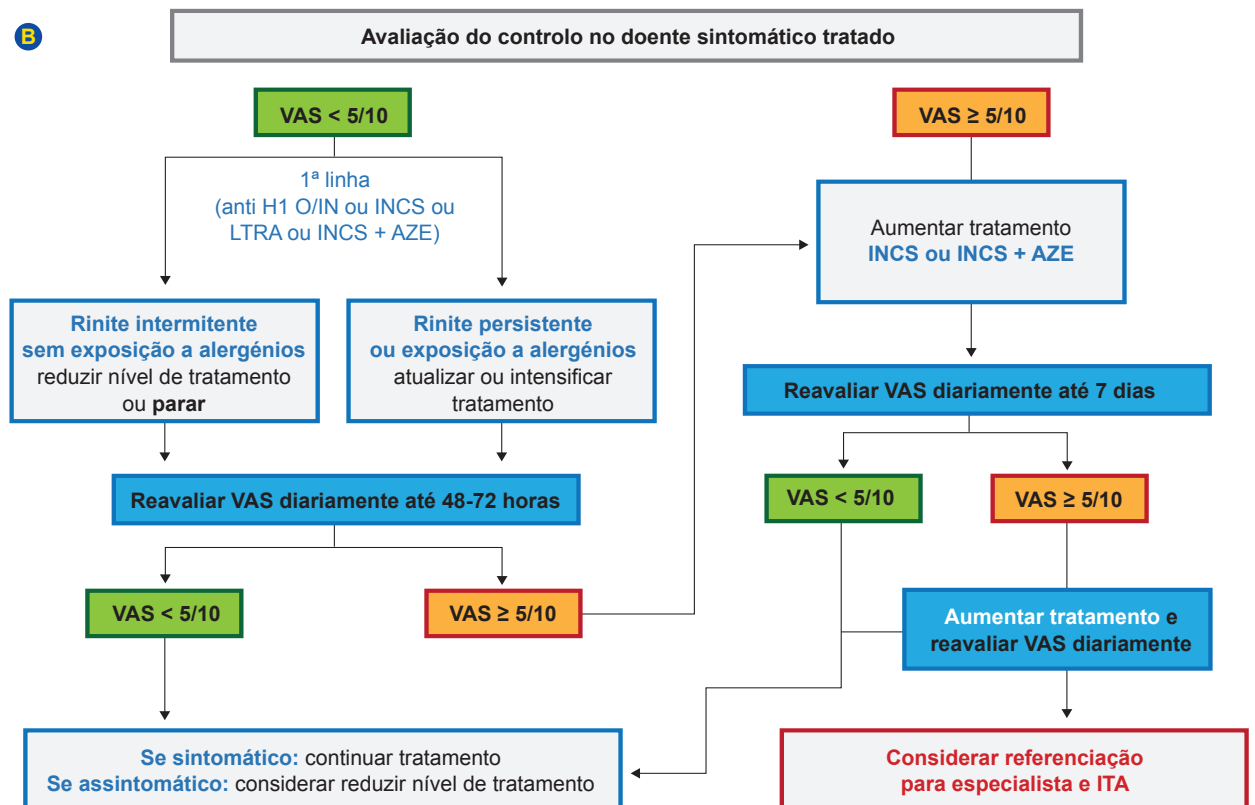 B
Avaliação do controlo no doente sintomático tratado
VAS < 5/10
1ª linha
(anti H1 O/IN ou INCS ou
LTRA ou INCS + AZE)
Rinite intermitente
sem exposição a alergénios
reduzir nível de tratamento
ou parar
Rinite persistente
ou exposição a alergénios
atualizar ou intensificar
tratamento
Reavaliar VAS diariamente até 48-72 horas
VAS < 5/10
VAS ≥ 5/10
VAS ≥ 5/10
Aumentar tratamento
INCS ou INCS + AZE
Reavaliar VAS diariamente até 7 dias
VAS < 5/10
VAS ≥ 5/10
Aumentar tratamento e
reavaliar VAS diariamente
Se sintomático: continuar tratamento
Se assintomático: considerar reduzir nível de tratamento
Considerar referenciação
para especialista e ITA